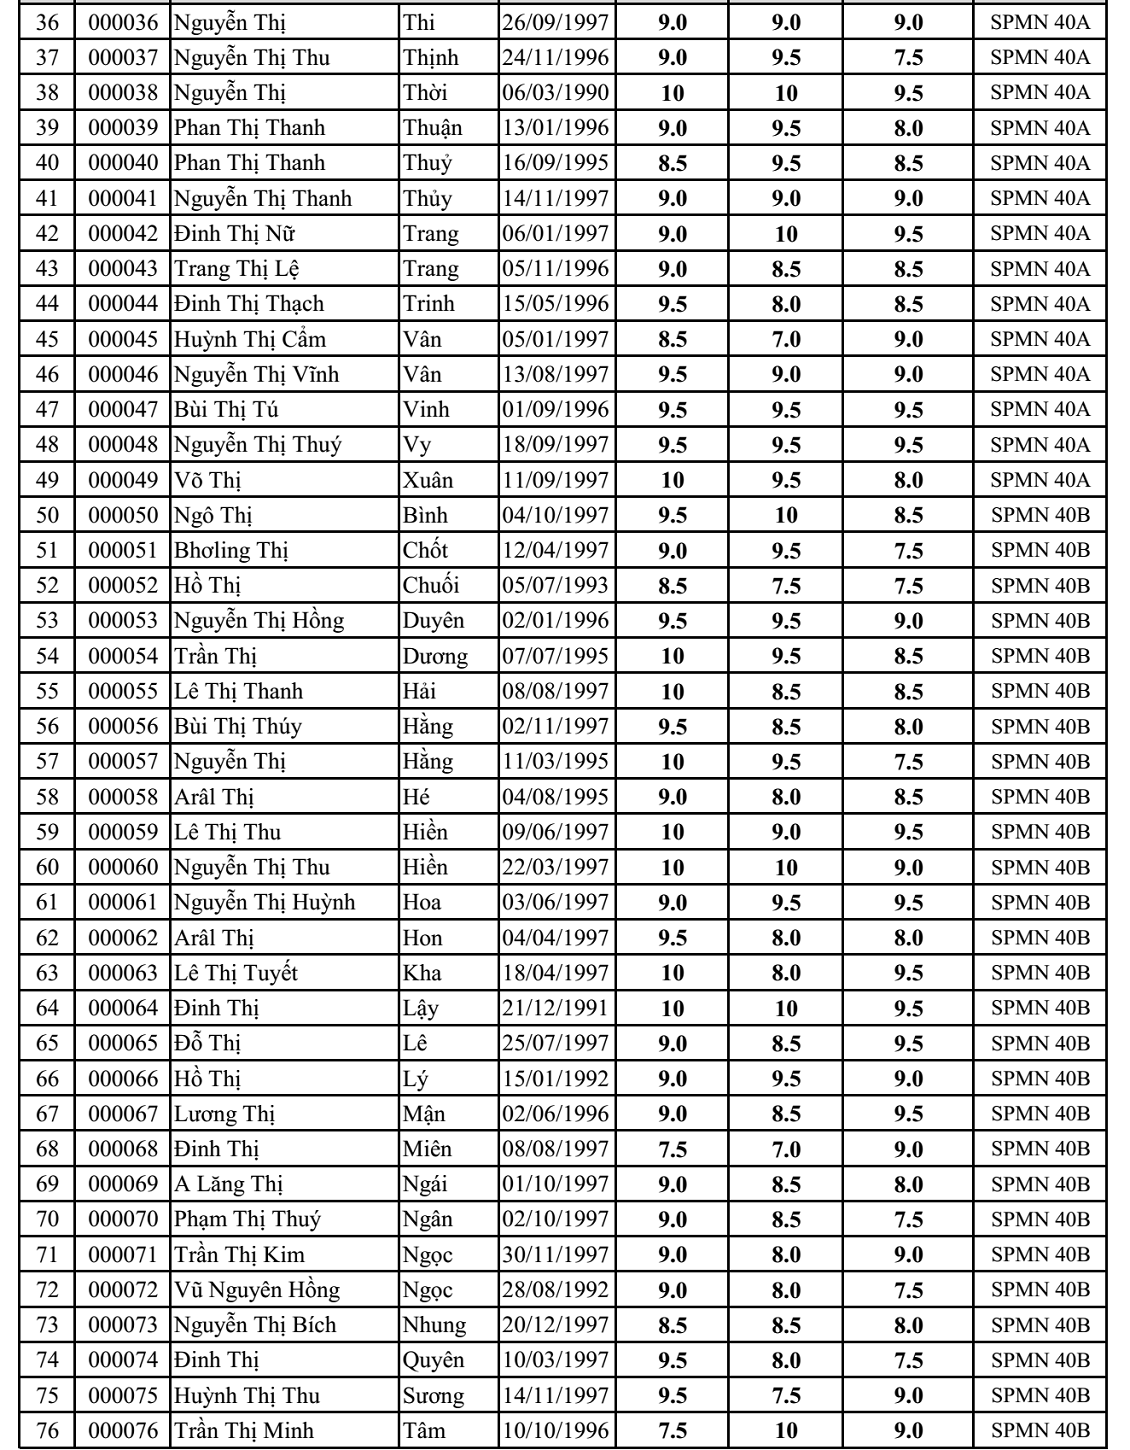 36 000036 Nguyễn Thị Thi 26/09/1997 9.0 9.0 9.0 SPMN 40A
37 000037 Nguyễn Thị Thu Thịnh 24/11/1996 9.0 9.5 7.5 SPMN 40A
38 000038 Nguyễn Thị Thời 06/03/1990 10 10 9.5 SPMN 40A
39 000039 Phan Thị Thanh Thuận 13/01/1996 9.0 9.5 8.0 SPMN 40A
40 000040 Phan Thị Thanh Thuỷ 16/09/1995 8.5 9.5 8.5 SPMN 40A
41 000041 Nguyễn Thị Thanh Thủy 14/11/1997 9.0 9.0 9.0 SPMN 40A
42 000042 Đinh Thị Nữ Trang 06/01/1997 9.0 10 9.5 SPMN 40A
43 000043 Trang Thị Lệ Trang 05/11/1996 9.0 8.5 8.5 SPMN 40A
44 000044 Đinh Thị Thạch Trinh 15/05/1996 9.5 8.0 8.5 SPMN 40A
45 000045 Huỳnh Thị Cẩm Vân 05/01/1997 8.5 7.0 9.0 SPMN 40A
46 000046 Nguyễn Thị Vĩnh Vân 13/08/1997 9.5 9.0 9.0 SPMN 40A
47 000047 Bùi Thị Tú Vinh 01/09/1996 9.5 9.5 9.5 SPMN 40A
48 000048 Nguyễn Thị Thuý Vy 18/09/1997 9.5 9.5 9.5 SPMN 40A
49 000049 Võ Thị Xuân 11/09/1997 10 9.5 8.0 SPMN 40A
50 000050 Ngô Thị Bình 04/10/1997 9.5 10 8.5 SPMN 40B
51 000051 Bhơling Thị Chốt 12/04/1997 9.0 9.5 7.5 SPMN 40B
52 000052 Hồ Thị Chuối 05/07/1993 8.5 7.5 7.5 SPMN 40B
53 000053 Nguyễn Thị Hồng Duyên 02/01/1996 9.5 9.5 9.0 SPMN 40B
54 000054 Trần Thị Dương 07/07/1995 10 9.5 8.5 SPMN 40B
55 000055 Lê Thị Thanh Hải 08/08/1997 10 8.5 8.5 SPMN 40B
56 000056 Bùi Thị Thúy Hằng 02/11/1997 9.5 8.5 8.0 SPMN 40B
57 000057 Nguyễn Thị Hằng 11/03/1995 10 9.5 7.5 SPMN 40B
58 000058 Arâl Thị Hé 04/08/1995 9.0 8.0 8.5 SPMN 40B
59 000059 Lê Thị Thu Hiền 09/06/1997 10 9.0 9.5 SPMN 40B
60 000060 Nguyễn Thị Thu Hiền 22/03/1997 10 10 9.0 SPMN 40B
61 000061 Nguyễn Thị Huỳnh Hoa 03/06/1997 9.0 9.5 9.5 SPMN 40B
62 000062 Arâl Thị Hon 04/04/1997 9.5 8.0 8.0 SPMN 40B
63 000063 Lê Thị Tuyết Kha 18/04/1997 10 8.0 9.5 SPMN 40B
64 000064 Đinh Thị Lậy 21/12/1991 10 10 9.5 SPMN 40B
65 000065 Đỗ Thị Lê 25/07/1997 9.0 8.5 9.5 SPMN 40B
66 000066 Hồ Thị Lý 15/01/1992 9.0 9.5 9.0 SPMN 40B
67 000067 Lương Thị Mận 02/06/1996 9.0 8.5 9.5 SPMN 40B
68 000068 Đinh Thị Miên 08/08/1997 7.5 7.0 9.0 SPMN 40B
69 000069 A Lăng Thị Ngái 01/10/1997 9.0 8.5 8.0 SPMN 40B
70 000070 Phạm Thị Thuý Ngân 02/10/1997 9.0 8.5 7.5 SPMN 40B
71 000071 Trần Thị Kim Ngọc 30/11/1997 9.0 8.0 9.0 SPMN 40B
72 000072 Vũ Nguyên Hồng Ngọc 28/08/1992 9.0 8.0 7.5 SPMN 40B
73 000073 Nguyễn Thị Bích Nhung 20/12/1997 8.5 8.5 8.0 SPMN 40B
74 000074 Đinh Thị Quyên 10/03/1997 9.5 8.0 7.5 SPMN 40B
75 000075 Huỳnh Thị Thu Sương 14/11/1997 9.5 7.5 9.0 SPMN 40B
76 000076 Trần Thị Minh Tâm 10/10/1996 7.5 10 9.0 SPMN 40B